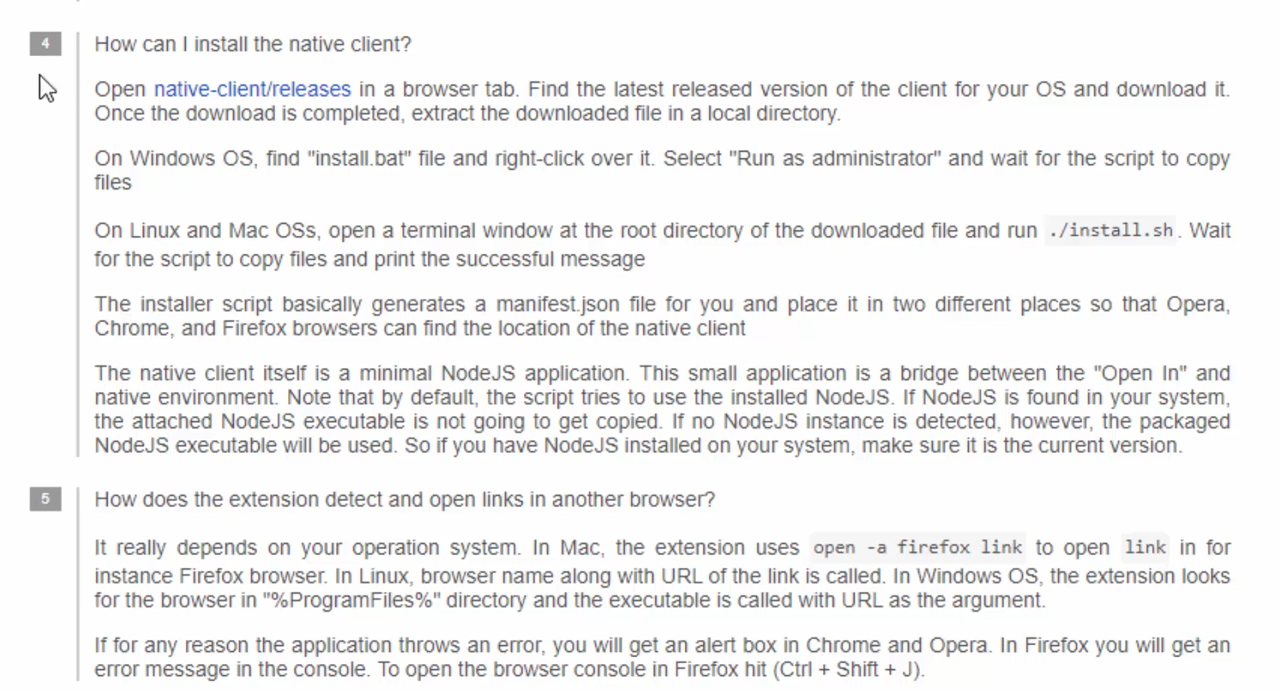 4
How can I install the native client?
Open native-client/releases in a browser tab. Find the latest released version of the client for your OS and download it.
Once the download is completed, extract the downloaded file in a local directory.
On Windows OS, find "install.bat" file and right-click over it. Select "Run as administrator" and wait for the script to copy
files
On Linux and Mac OSs, open a terminal window at the root directory of the downloaded file and run ./install.sh. Wait
for the script to copy files and print the successful message
The installer script basically generates a manifest.json file for you and place it in two different places so that Opera,
Chrome, and Firefox browsers can find the location of the native client
The native client itself is a minimal NodeJS application. This small application is a bridge between the "Open In" and
native environment. Note that by default, the script tries to use the installed NodeJS. If NodeJS is found in your system,
the attached NodeJS executable is not going to get copied. If no NodeJS instance is detected, however, the packaged
NodeJS executable will be used. So if you have NodeJS installed on your system, make sure it is the current version.
5
How does the extension detect and open links in another browser?
It really depends on your operation system. In Mac, the extension uses open -a firefox link to open link in for
instance Firefox browser. In Linux, browser name along with URL of the link is called. In Windows OS, the extension looks
for the browser in "%ProgramFiles%" directory and the executable is called with URL as the argument.
If for any reason the application throws an error, you will get an alert box in Chrome and Opera. In Firefox you will get an
error message in the console. To open the browser console in Firefox hit (Ctrl + Shift + J).